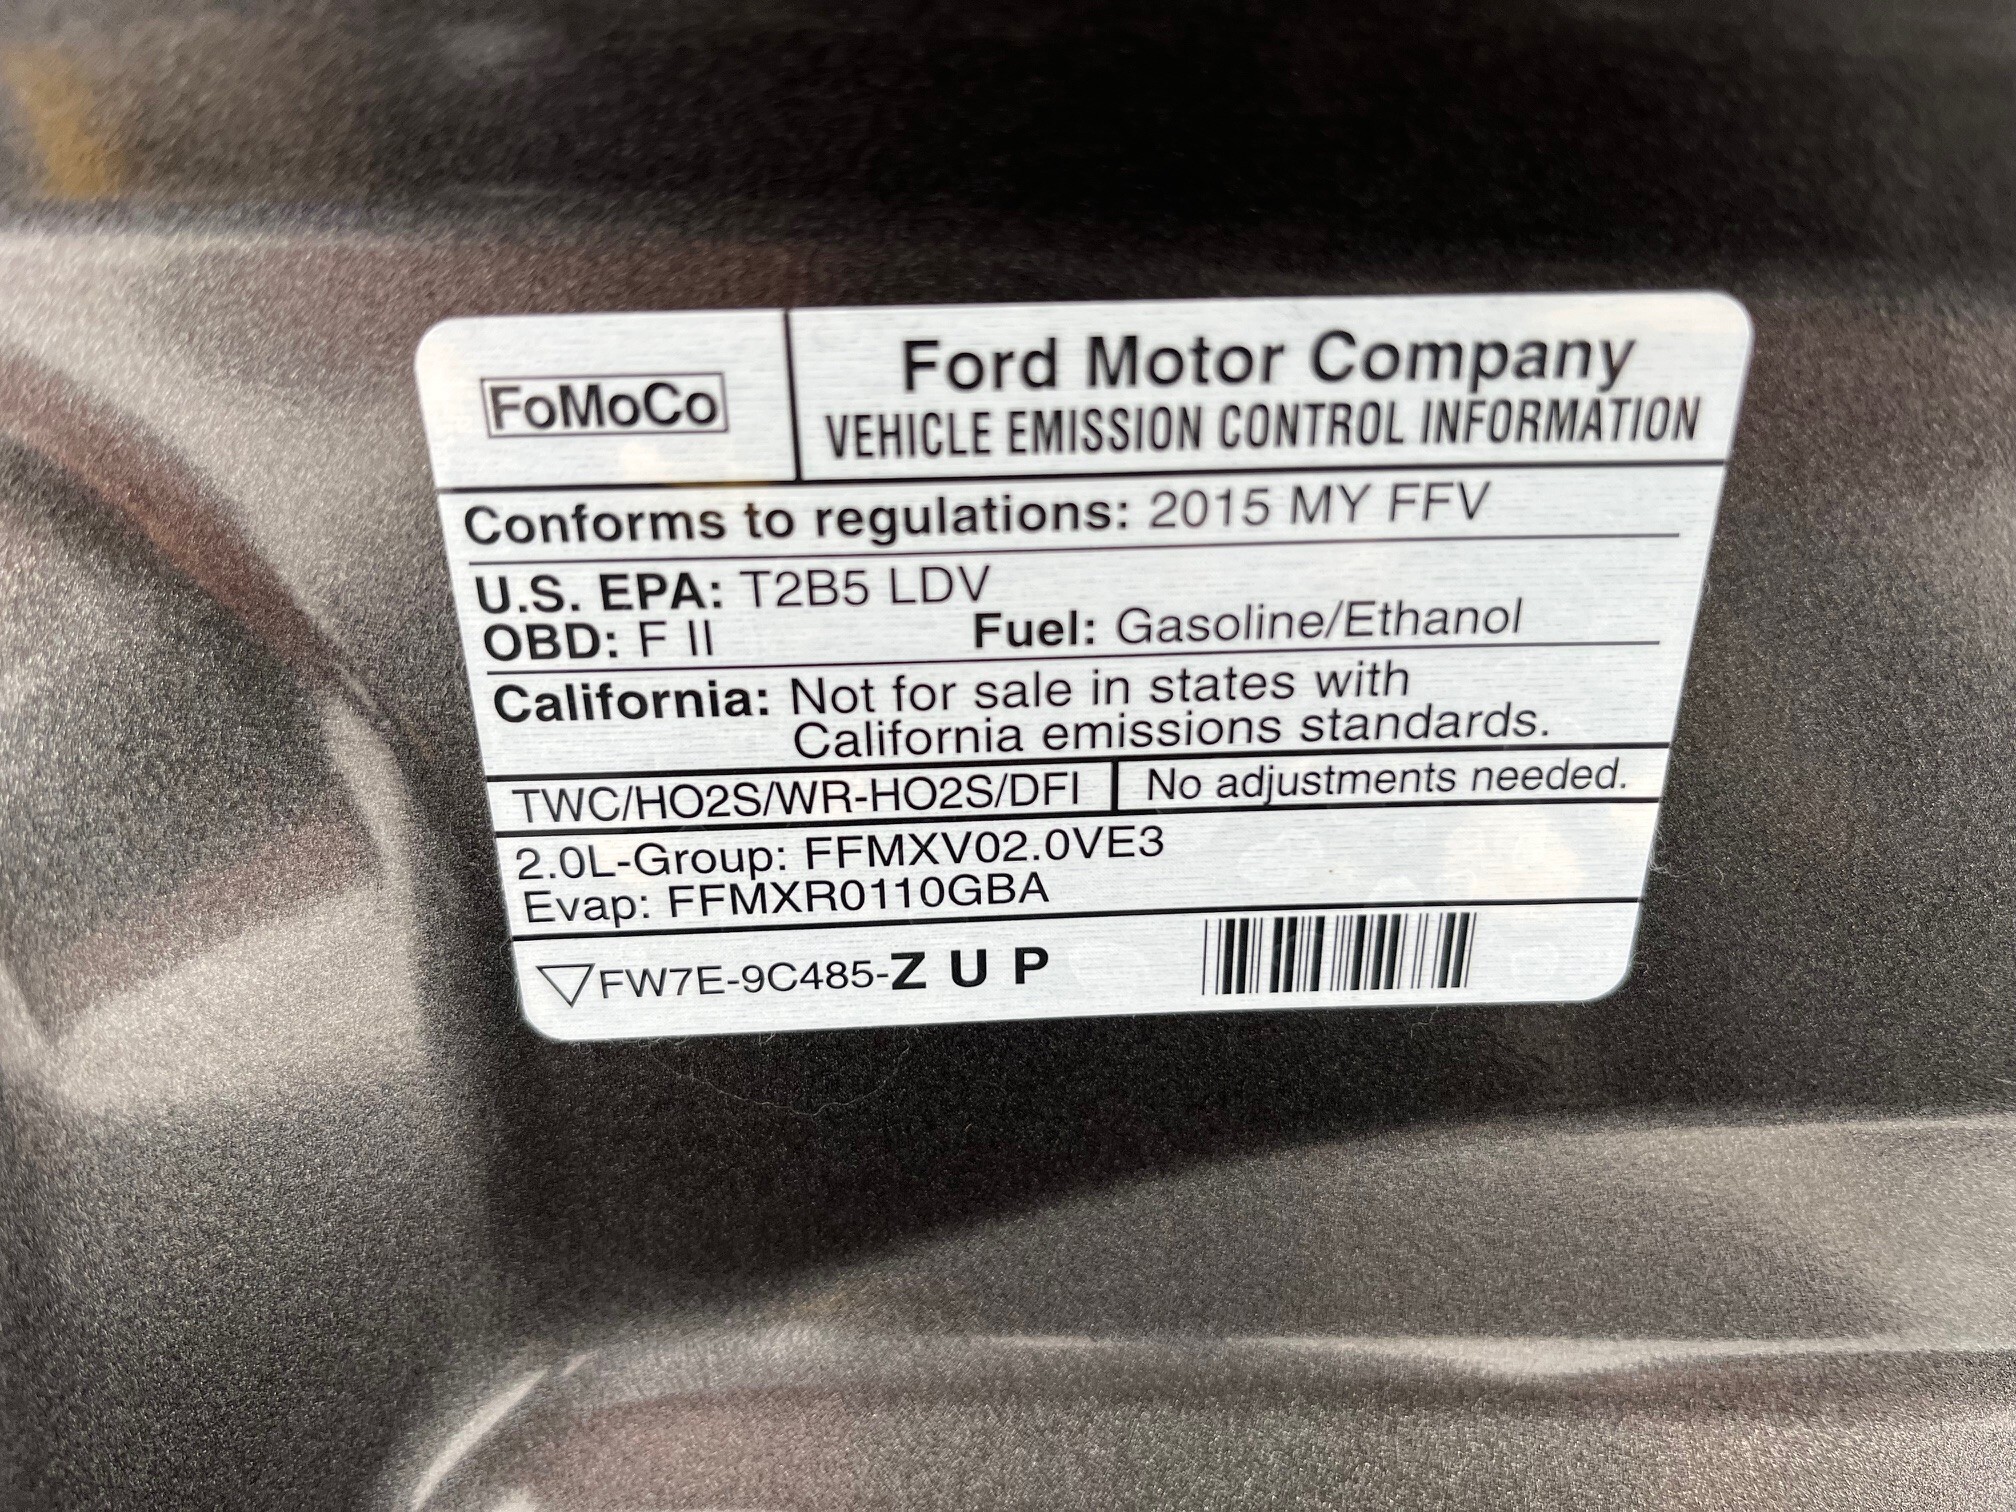 FoMoCo
Ford Motor Company
VEHICLE EMISSION CONTROL INFORMATION
Conforms to regulations: 2015 MY FFV
U.S. EPA: T2B5 LDV
OBD: F II Fuel: Gasoline/Ethanol
California: Not for sale in states with
California emissions standards.
TWC/HO2S/WR-HO2S/DFI No adjustments needed.
2.0L-Group: FFMXV02.0VE3
Evap: FFMXR0110GBA
FW7E-9C485-Z U P